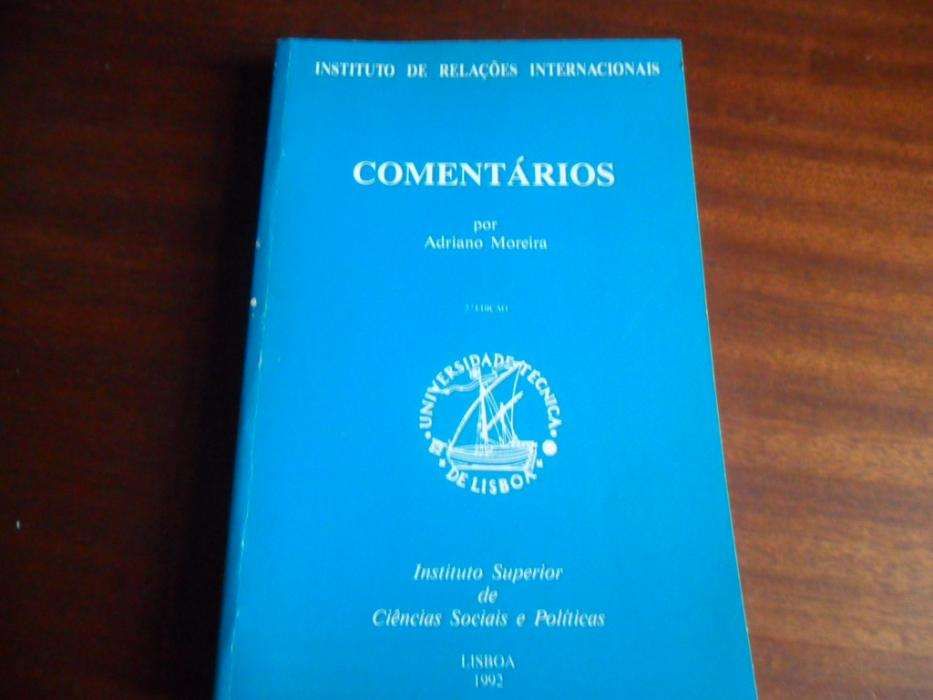 INSTITUTO DE RELAÇÕES INTERNACIONAIS
COMENTÁRIOS
por
Adriano Moreira
EDIÇÃO
UNIVERSIDADE TÉCNICA
DE LISBOA
Instituto Superior
de
Ciências Sociais e Políticas
LISBOA
1992